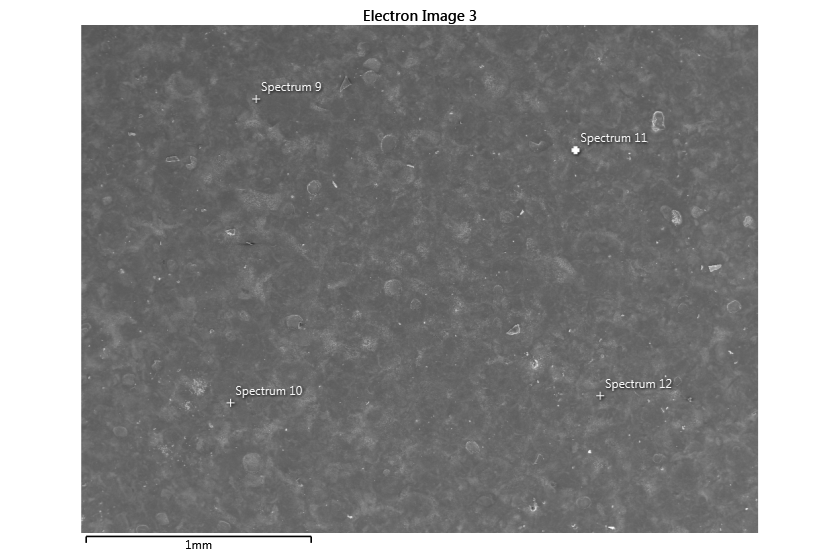 Electron Image 3
Spectrum 9
Spectrum 11
Spectrum 12
Spectrum 10
1mm